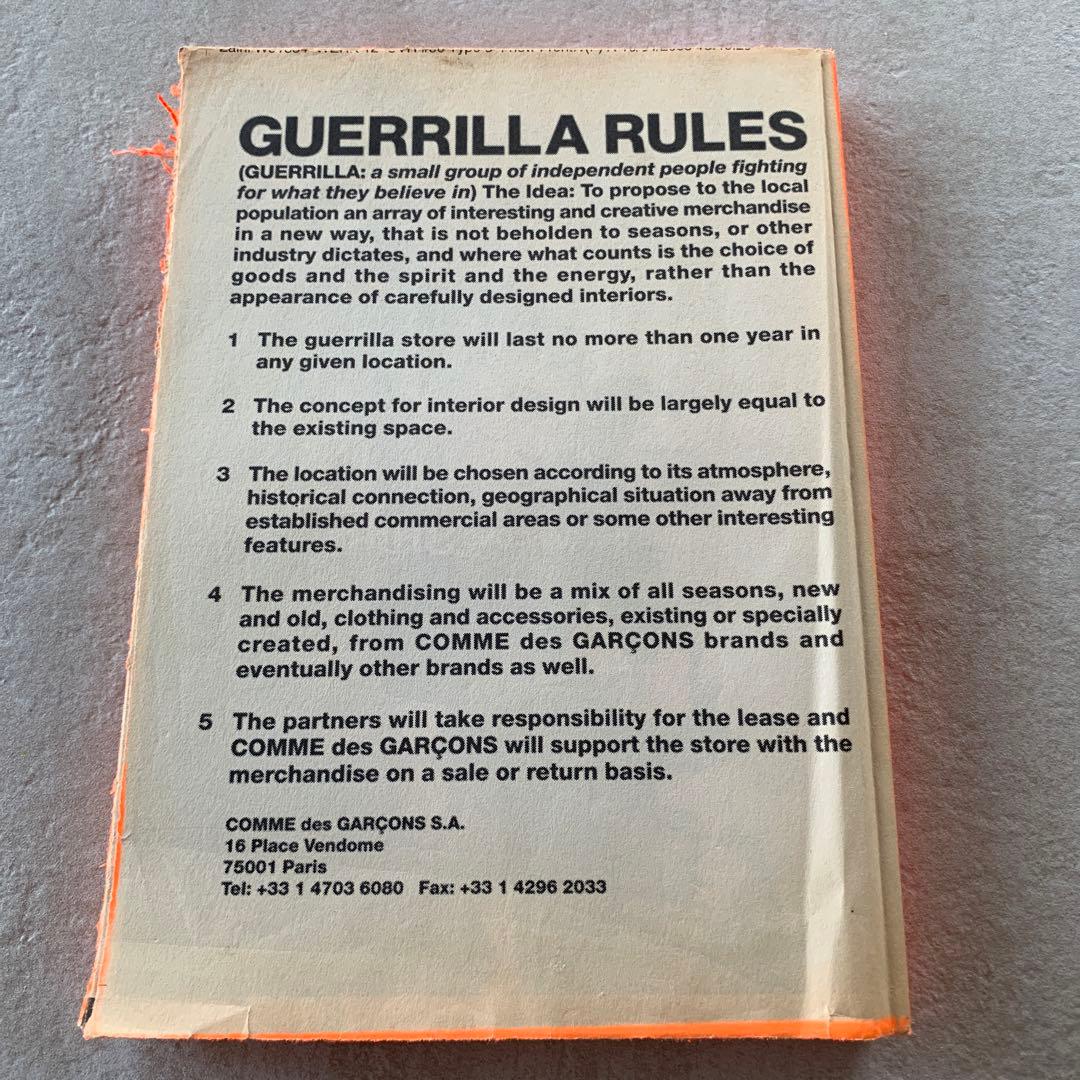 GUERRILLA RULES
(GUERRILLA: a small group of independent people fighting
for what they believe in) The Idea: To propose to the local
population an array of interesting and creative merchandise
in a new way, that is not beholden to seasons, or other
industry dictates, and where what counts is the choice of
goods and the spirit and the energy, rather than the
appearance of carefully designed interiors.
1 The guerrilla store will last no more than one year in
any given location.
2 The concept for interior design will be largely equal to
the existing space.
3 The location will be chosen according to its atmosphere,
historical connection, geographical situation away from
established commercial areas or some other interesting
features.
4 The merchandising will be a mix of all seasons, new
and old, clothing and accessories, existing or specially
created, from COMME des GARÇONS brands and
eventually other brands as well.
5 The partners will take responsibility for the lease and
COMME des GARÇONS will support the store with the
merchandise on a sale or return basis.
COMME des GARÇONS S.A.
16 Place Vendome
75001 Paris
Tel: +33 1 4703 6080 Fax: +33 1 4296 2033